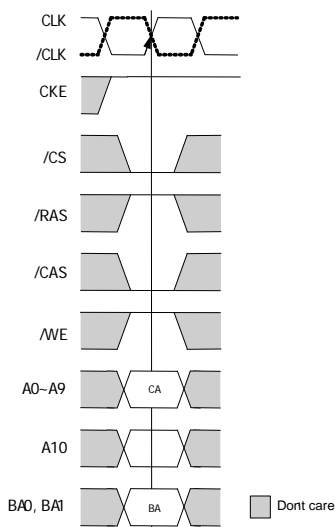 CLK
/CLK
CKE
/CS
/RAS
/CAS
/WE
A0~A9
CA
A10
BA0, BA1
BA
Dont care